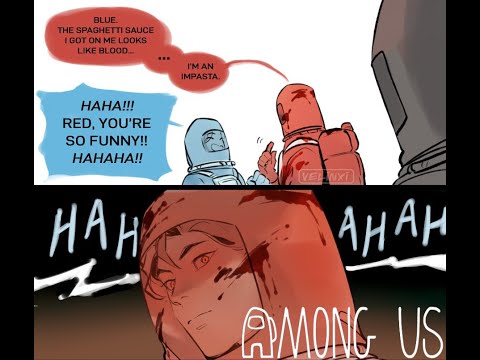 BLUE.
THE SPAGHETTI SAUCE
I GOT ON ME LOOKS
LIKE BLOOD...
...
I'M AN
IMPASTA.
HAHA!!!
RED, YOU'RE
SO FUNNY!!
HAHAHA!!
VELINXI
HAH
AHAH
AMONG US